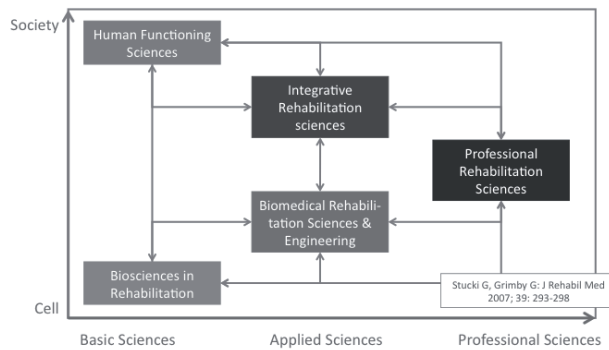 Society
Human Functioning
Sciences
Integrative
Rehabilitation
sciences
Professional
Rehabilitation
Sciences
Biomedical Rehabili-
tation Sciences &
Engineering
Biosciences in
Rehabilitation
Stucki G, Grimby G: J Rehabil Med
2007; 39: 293-298
Cell
Basic Sciences
Applied Sciences
Professional Sciences